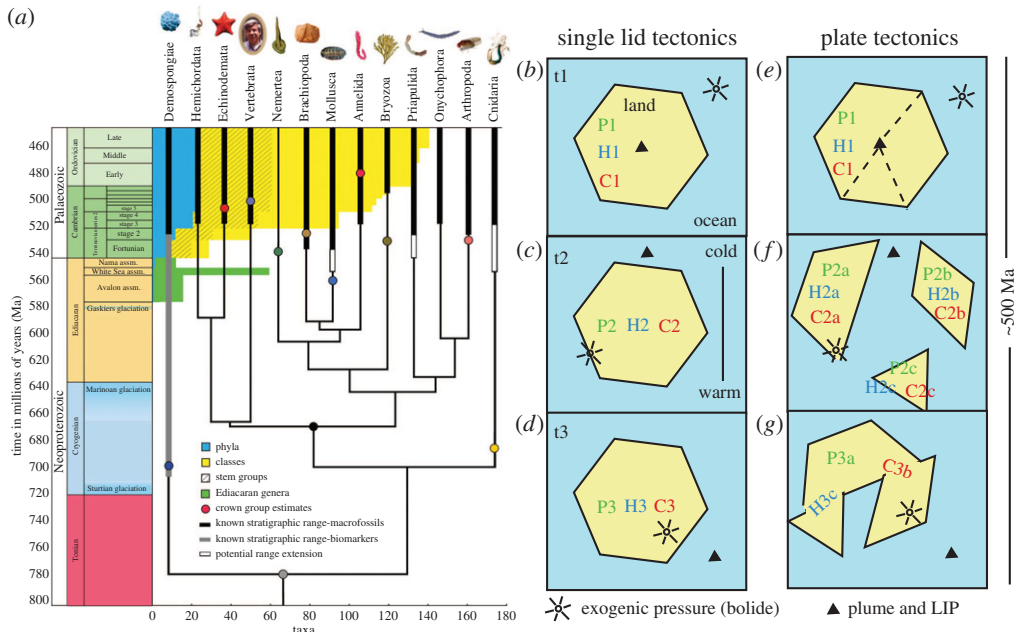 (a)
Demospongiae
Hemichordata
Echinodemata
Vertebrata
Nemertea
Brachiopoda
Mollusca
Annelida
Bryozoa
Priapulida
Onychophora
Arthropoda
Cnidaria
time in millions of years (Ma)
460
480
500
520
540
560
580
600
620
640
660
680
700
720
740
760
780
800
Palaeozoic
Neoproterozoic
Ordovician
Cambrian
Ediacaran
Cryogenian
Tonian
Late
Middle
Early
stage 5
stage 4
stage 3
stage 2
Fortunian
Nama assm.
White Sea assm.
Avalon assm.
Gaskiers glaciation
Marinoan glaciation
Sturtian glaciation
phyla
classes
stem groups
Ediacaran genera
crown group estimates
known stratigraphic range-macrofossils
known stratigraphic range-biomarkers
potential range extension
0 20 40 60 80 100 120 140 160 180
taxa
single lid tectonics
plate tectonics
(b)
t1
land
P1
H1
C1
ocean
(e)
P1
H1
C1
(c)
t2
cold
P2 H2 C2
warm
(f)
P2a
H2a
C2a
P2b
H2b
C2b
P2c
H2c C2c
(d)
t3
P3 H3 C3
(g)
P3a
C3b
H3c
~500 Ma
exogenic pressure (bolide)
plume and LIP